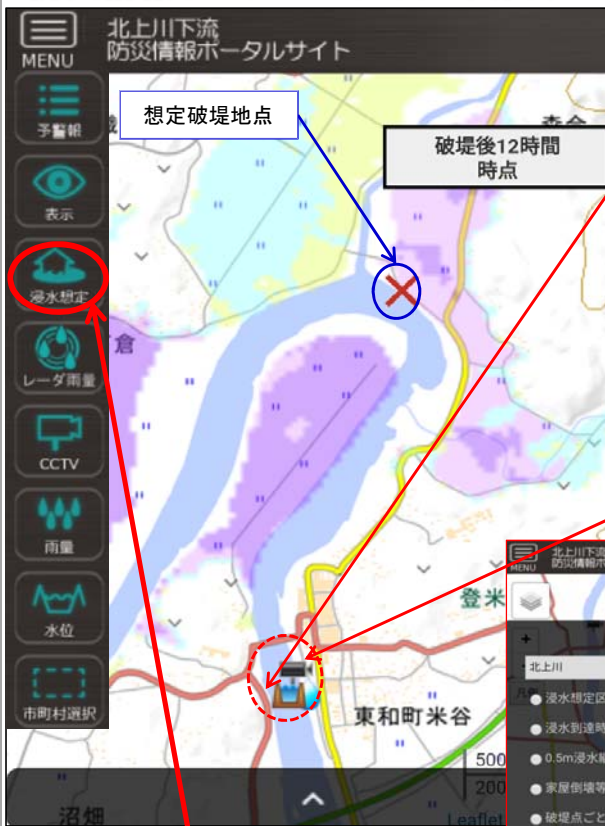 MENU
北上川下流
防災情報ポータルサイト
予警報
表示
浸水想定
レーダ雨量
CCTV
雨量
水位
市町村選択
想定破堤地点
破堤後12時間
時点
倉
登米
東和町米谷
沼畑
500
200
Leaflet
MENU
北上川下流
+
北上川
浸水想定区
浸水到達時
0.5m浸水継
家屋倒壊等
破堤点ごと